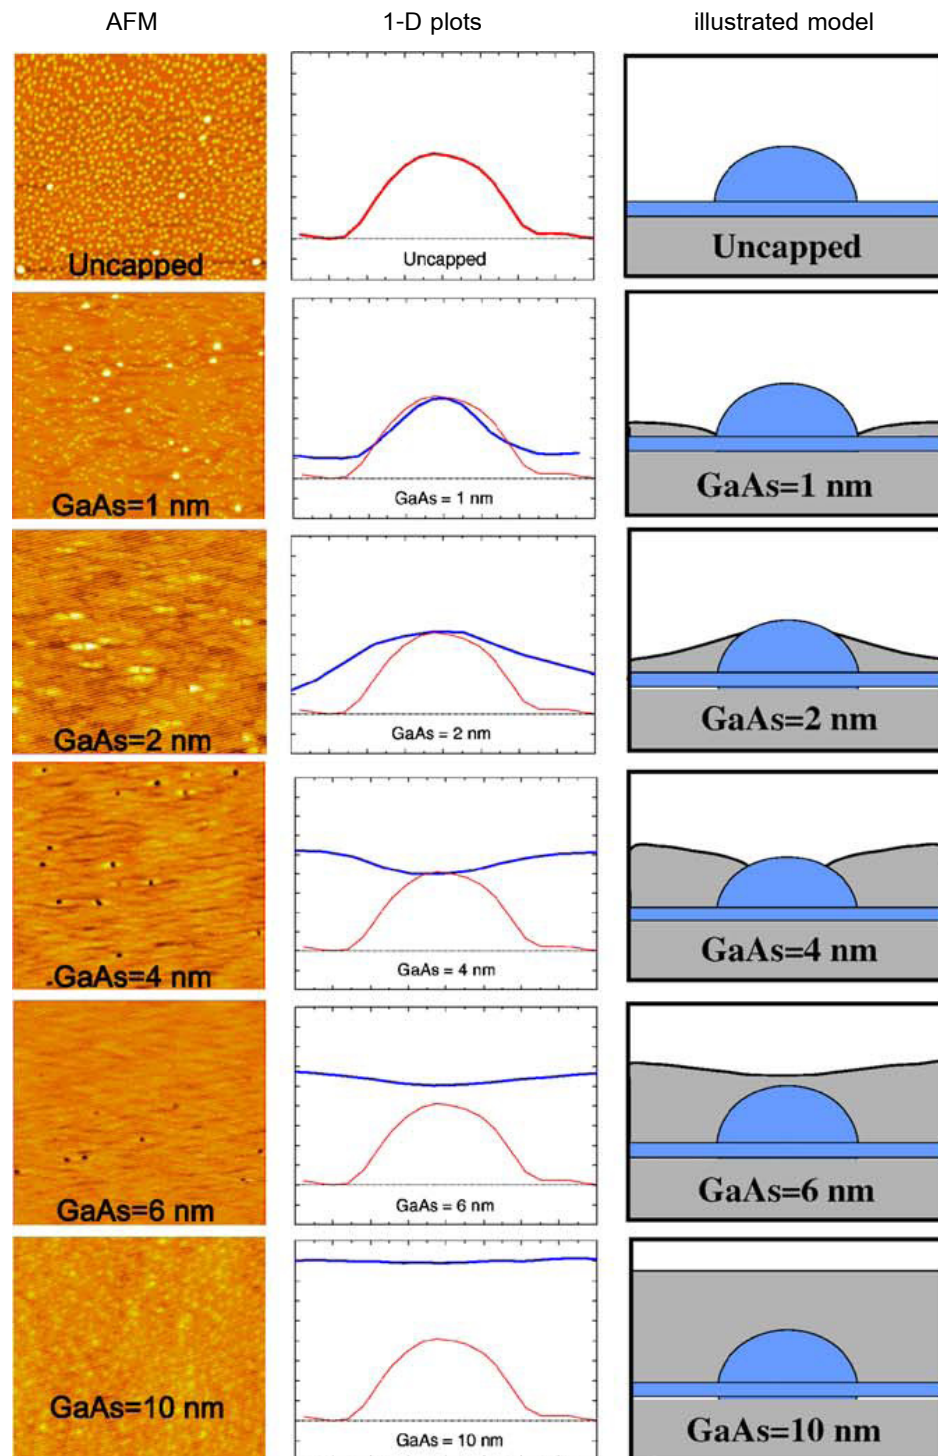 AFM 1-D plots illustrated model
Uncapped Uncapped Uncapped
GaAs=1 nm GaAs = 1 nm GaAs=1 nm
GaAs=2 nm GaAs = 2 nm GaAs=2 nm
GaAs=4 nm GaAs = 4 nm GaAs=4 nm
GaAs=6 nm GaAs = 6 nm GaAs=6 nm
GaAs=10 nm GaAs = 10 nm GaAs=10 nm